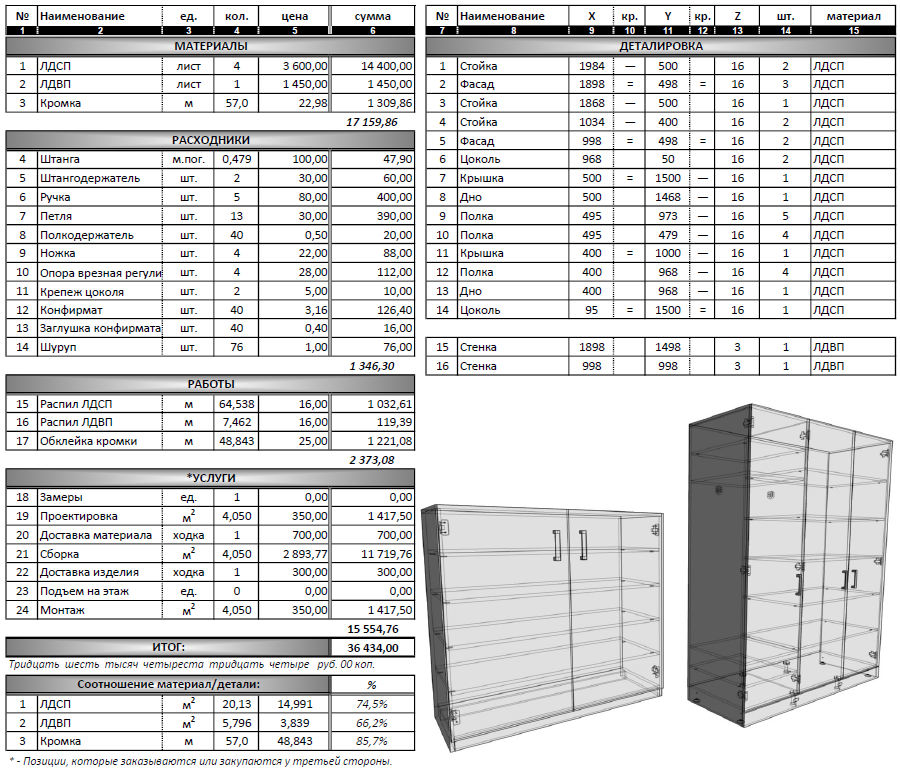 № Наименование ед. кол. цена сумма
1 2 3 4 5 6
МАТЕРИАЛЫ
1 ЛДСП лист 4 3 600,00 14 400,00
2 ЛДВП лист 1 1 450,00 1 450,00
3 Кромка м 57,0 22,98 1 309,86
17 159,86
РАСХОДНИКИ
4 Штанга м.пог. 0,479 100,00 47,90
5 Штангодержатель шт. 2 30,00 60,00
6 Ручка шт. 5 80,00 400,00
7 Петля шт. 13 30,00 390,00
8 Полкодержатель шт. 40 0,50 20,00
9 Ножка шт. 4 22,00 88,00
10 Опора врезная регули шт. 4 28,00 112,00
11 Крепеж цоколя шт. 2 5,00 10,00
12 Конфирмат шт. 40 3,16 126,40
13 Заглушка конфирмата шт. 40 0,40 16,00
14 Шуруп шт. 76 1,00 76,00
1 346,30
РАБОТЫ
15 Распил ЛДСП м 64,538 16,00 1 032,61
16 Распил ЛДВП м 7,462 16,00 119,39
17 Обклейка кромки м 48,843 25,00 1 221,08
2 373,08
*УСЛУГИ
18 Замеры ед. 1 0,00 0,00
19 Проектировка м² 4,050 350,00 1 417,50
20 Доставка материала ходка 1 700,00 700,00
21 Сборка м² 4,050 2 893,77 11 719,76
22 Доставка изделия ходка 1 300,00 300,00
23 Подъем на этаж ед. 0 0,00 0,00
24 Монтаж м² 4,050 350,00 1 417,50
15 554,76
ИТОГ: 36 434,00
Тридцать шесть тысяч четыреста тридцать четыре руб. 00 коп.
Соотношение материал/детали: %
1 ЛДСП м² 20,13 14,991 74,5%
2 ЛДВП м² 5,796 3,839 66,2%
3 Кромка м 57,0 48,843 85,7%
* - Позиции, которые заказываются или закупаются у третьей стороны.
№ Наименование X кр. Y кр. Z шт. материал
7 8 9 10 11 12 13 14 15
ДЕТАЛИРОВКА
1 Стойка 1984 — 500 16 2 ЛДСП
2 Фасад 1898 = 498 = 16 3 ЛДСП
3 Стойка 1868 — 500 16 1 ЛДСП
4 Стойка 1034 — 400 16 2 ЛДСП
5 Фасад 998 = 498 = 16 2 ЛДСП
6 Цоколь 968 50 16 2 ЛДСП
7 Крышка 500 = 1500 — 16 1 ЛДСП
8 Дно 500 1468 — 16 1 ЛДСП
9 Полка 495 973 — 16 5 ЛДСП
10 Полка 495 479 — 16 4 ЛДСП
11 Крышка 400 = 1000 — 16 1 ЛДСП
12 Полка 400 968 — 16 4 ЛДСП
13 Дно 400 968 — 16 1 ЛДСП
14 Цоколь 95 = 1500 = 16 1 ЛДСП
15 Стенка 1898 1498 3 1 ЛДВП
16 Стенка 998 998 3 1 ЛДВП